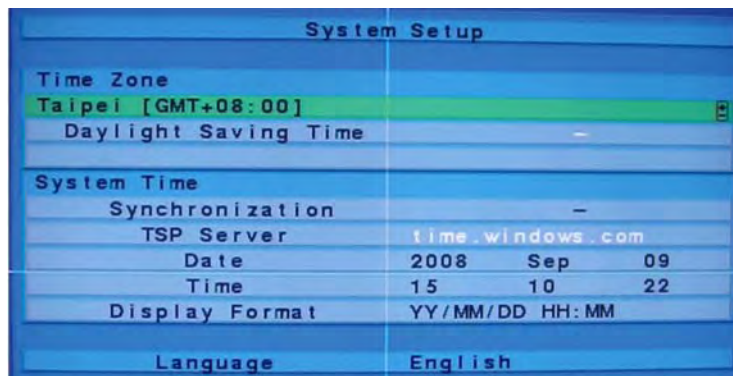 System Setup
Time Zone
Taipei [GMT+08:00]
Daylight Saving Time –
System Time
Synchronization –
TSP Server time.windows.com
Date 2008 Sep 09
Time 15 10 22
Display Format YY/MM/DD HH:MM
Language English